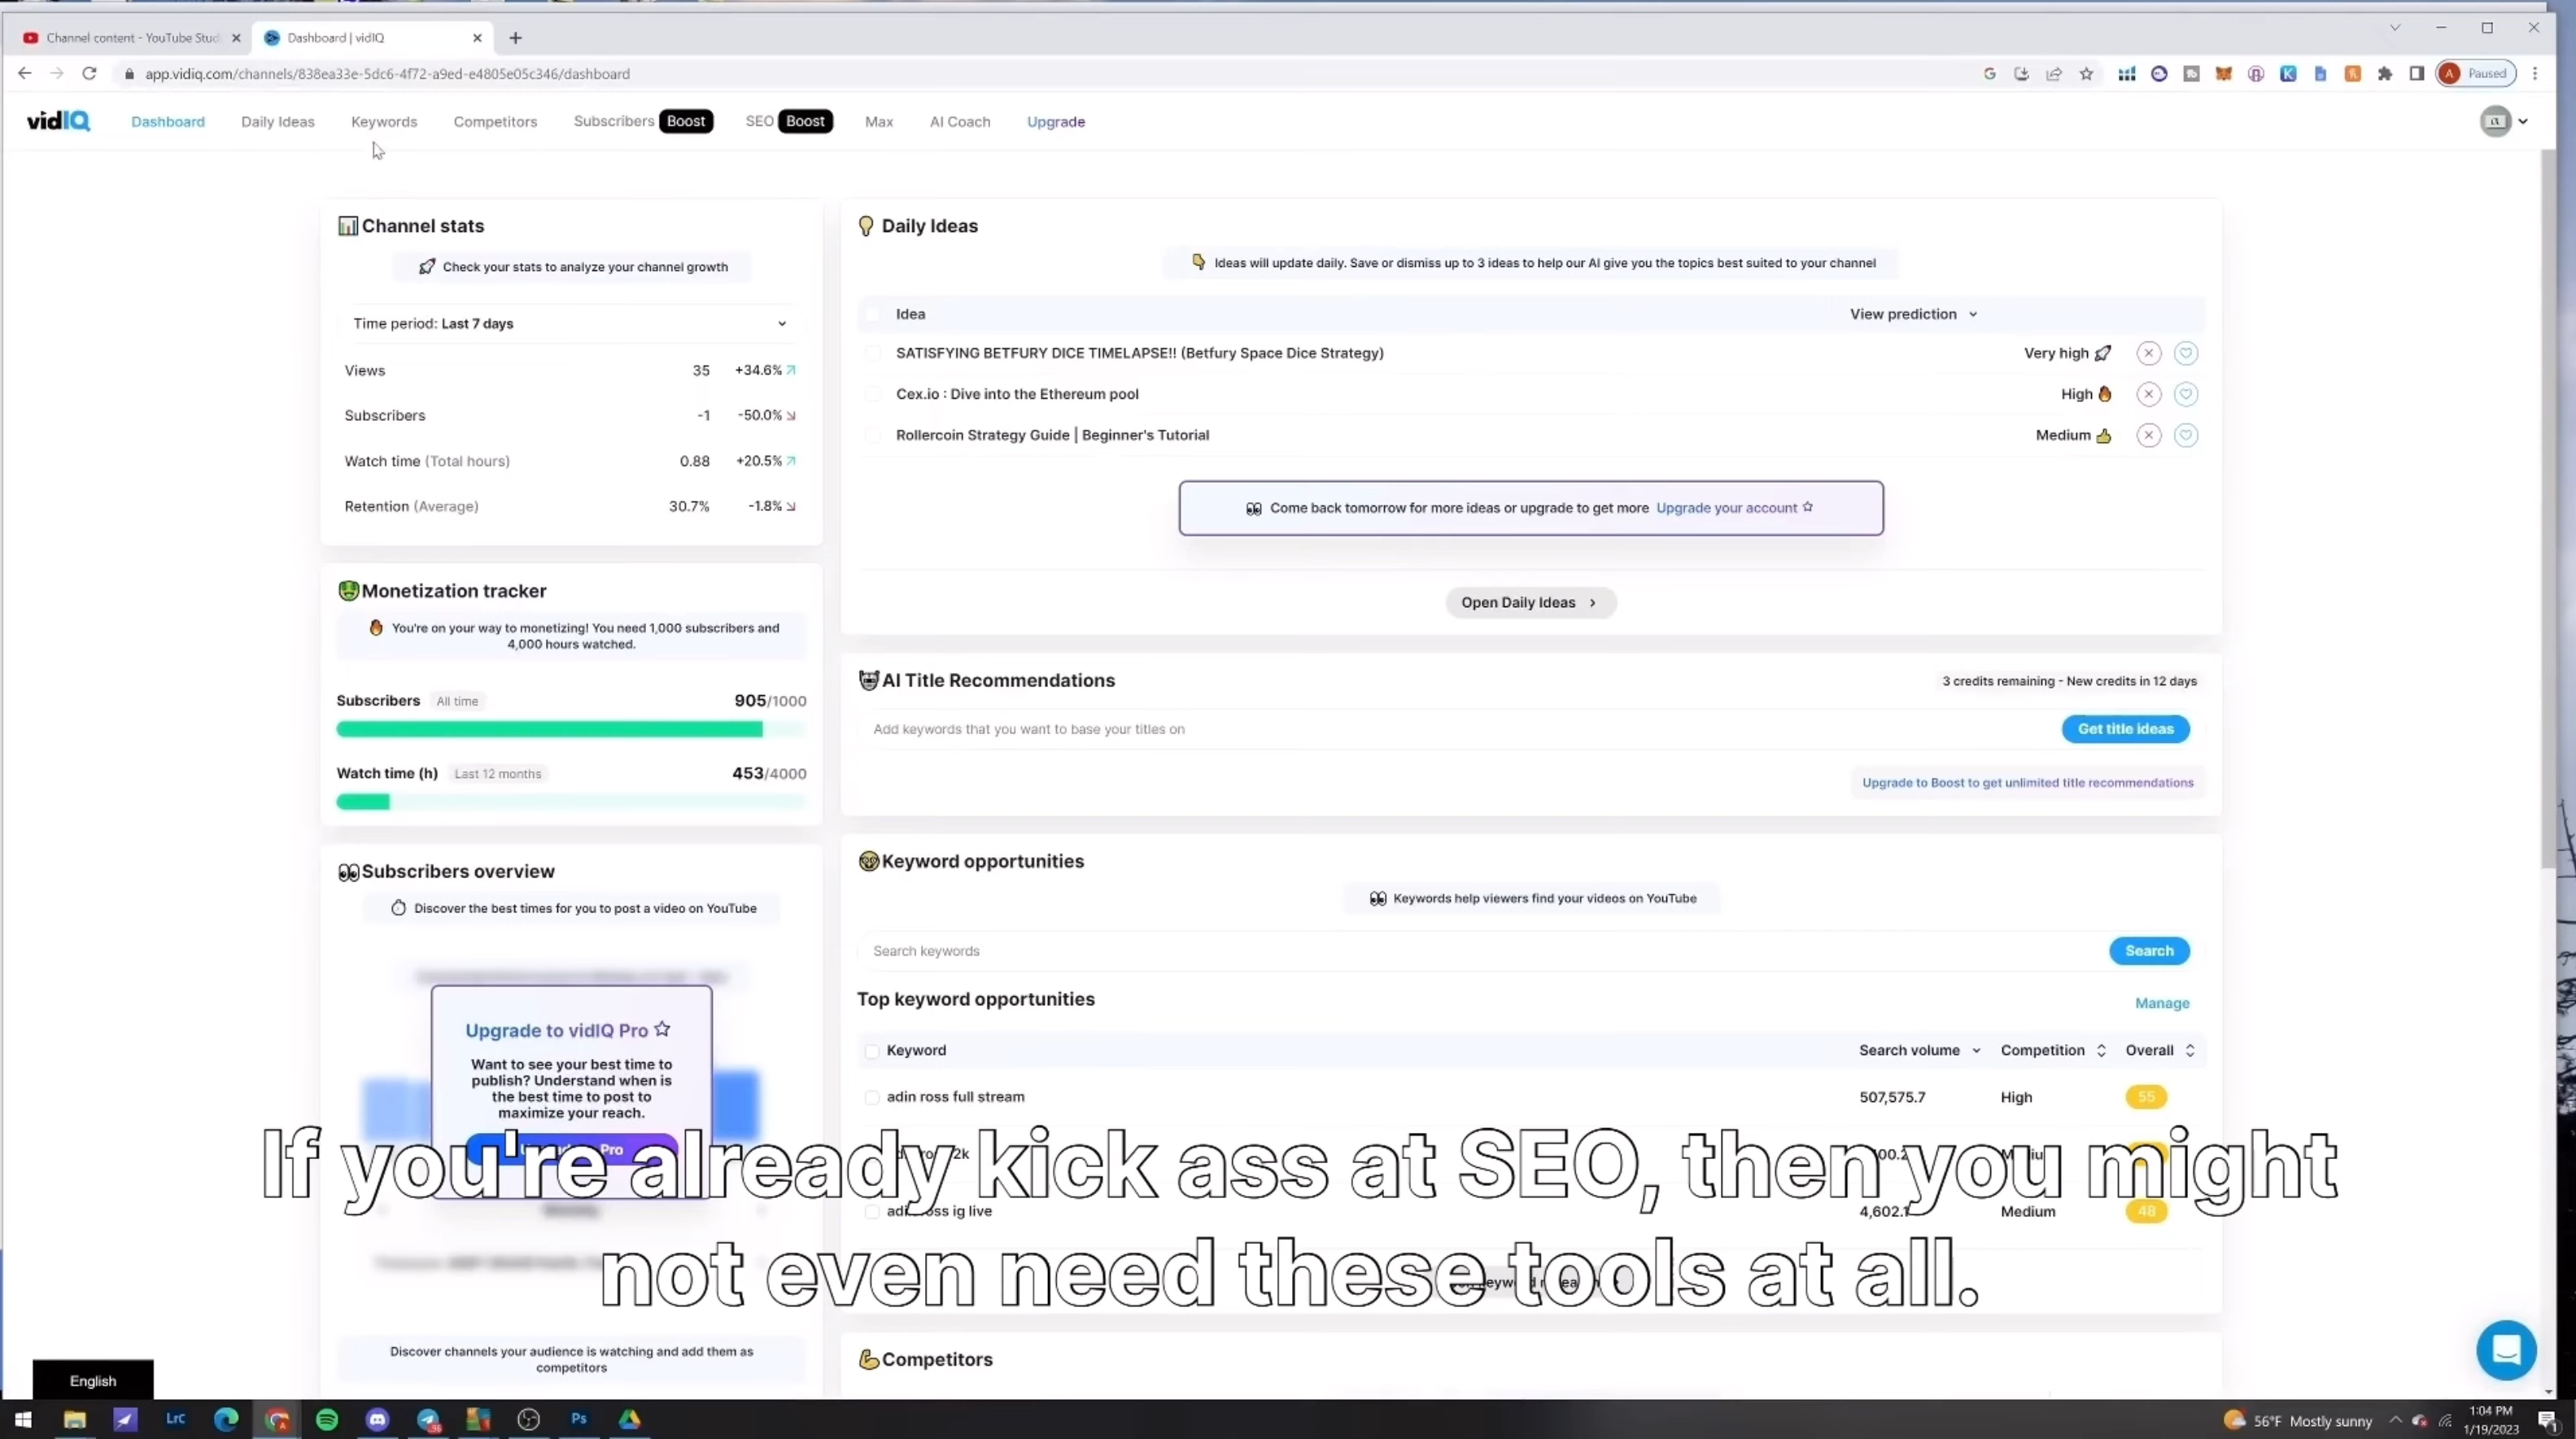 Channel content - YouTube Stud
Dashboard | vidIQ
app.vidiq.com/channels/838ea33e-5dc6-4f72-a9ed-e4805e05c346/dashboard
A Paused
vidIQ Dashboard Daily Ideas Keywords Competitors Subscribers Boost SEO Boost Max AI Coach Upgrade
Channel stats
Check your stats to analyze your channel growth
Time period: Last 7 days
Views 35 +34.6%
Subscribers -1 -50.0%
Watch time (Total hours) 0.88 +20.5%
Retention (Average) 30.7% -1.8%
Monetization tracker
You're on your way to monetizing! You need 1,000 subscribers and
4,000 hours watched.
Subscribers All time 905/1000
Watch time (h) Last 12 months 453/4000
Subscribers overview
Discover the best times for you to post a video on YouTube
Upgrade to vidIQ Pro
Want to see your best time to
publish? Understand when is
the best time to post to
maximize your reach.
Pro
Discover channels your audience is watching and add them as
competitors
Daily Ideas
Ideas will update daily. Save or dismiss up to 3 ideas to help our AI give you the topics best suited to your channel
Idea View prediction
SATISFYING BETFURY DICE TIMELAPSE!! (Betfury Space Dice Strategy) Very high
Cex.io : Dive into the Ethereum pool High
Rollercoin Strategy Guide | Beginner's Tutorial Medium
Come back tomorrow for more ideas or upgrade to get more Upgrade your account
Open Daily Ideas
AI Title Recommendations 3 credits remaining - New credits in 12 days
Add keywords that you want to base your titles on Get title ideas
Upgrade to Boost to get unlimited title recommendations
Keyword opportunities
Keywords help viewers find your videos on YouTube
Search keywords Search
Top keyword opportunities Manage
Keyword Search volume Competition Overall
adin ross full stream 507,575.7 High 55
ig live Medium 48
Competitors
If you're already kick ass at SEO, then you might
not even need these tools at all.
English
LrC Ps 56°F Mostly sunny 1:04 PM
1/19/2023